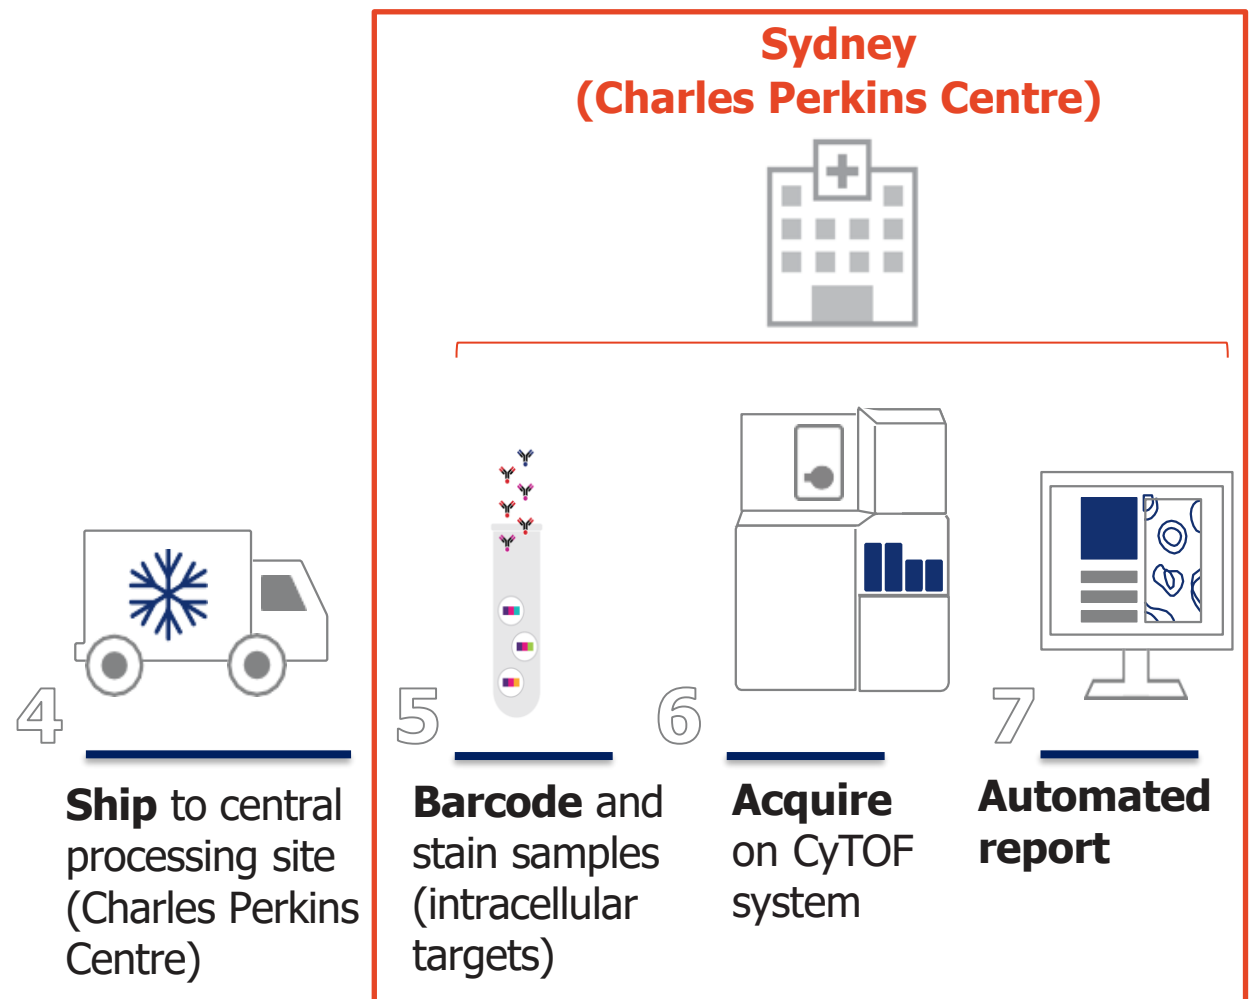 Sydney
(Charles Perkins Centre)
4
Ship to central
processing site
(Charles Perkins
Centre)
5
Barcode and
stain samples
(intracellular
targets)
6
Acquire
on CyTOF
system
7
Automated
report